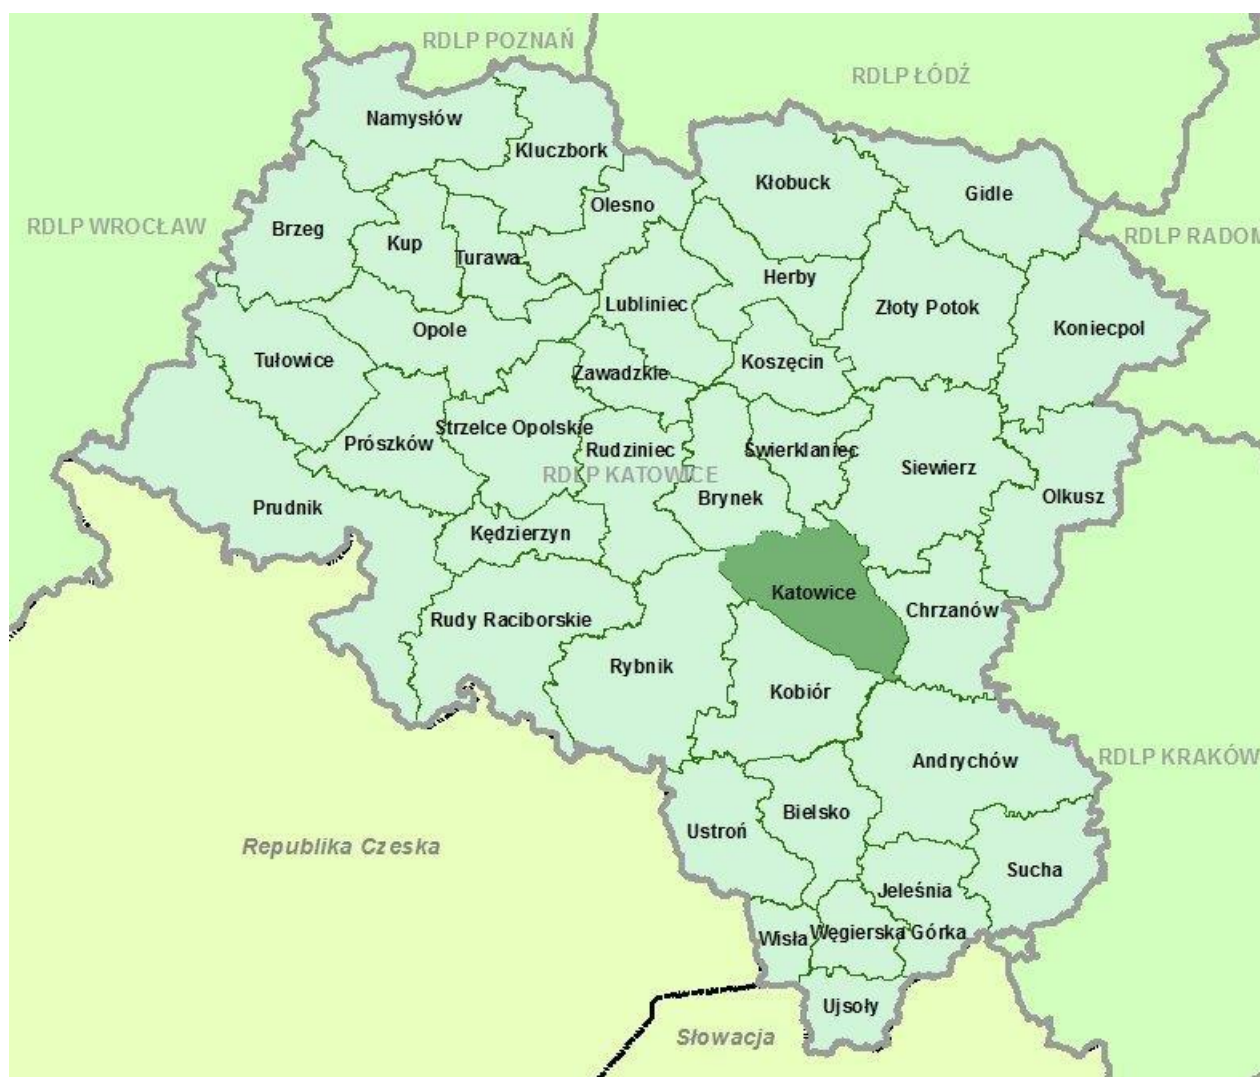 RDLP POZNAŃ
RDLP ŁÓDŹ
Namysłów
Kluczbork
Kłobuck
Gidle
Olesno
RDLP WROCŁAW
Brzeg
Kup
Turawa
RDLP RADOM
Herby
Lubliniec
Złoty Potok
Opole
Koniecpol
Tułowice
Zawadzkie
Koszęcin
Strzelce Opolskie
Prószków
Rudziniec
Świerklaniec
Siewierz
RDLP KATOWICE
Brynek
Olkusz
Prudnik
Kędzierzyn
Katowice
Chrzanów
Rudy Raciborskie
Rybnik
Kobiór
Andrychów
RDLP KRAKÓW
Bielsko
Ustroń
Republika Czeska
Sucha
Jeleśnia
Wisła
Węgierska Górka
Ujsoły
Słowacja